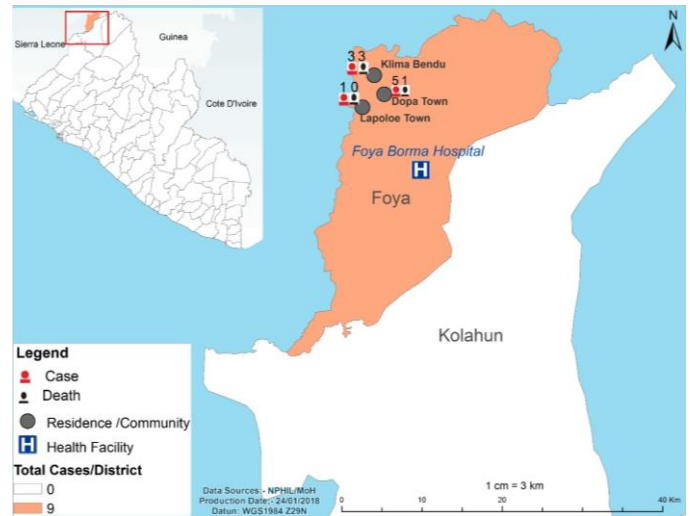 Sierra Leone
Guinea
Cote D'Ivoire
N
3 3
Klima Bendu
5 1
1 0
Dopa Town
Lapoloe Town
Foya Borma Hospital
H
Foya
Kolahun
Legend
Case
Death
Residence /Community
H Health Facility
Total Cases/District
0
9
Data Sources:- NPHIL/MoH
Production Date:- 24/01/2018
Datun: WGS1984 Z29N
1 cm = 3 km
0 10 20 40 Km